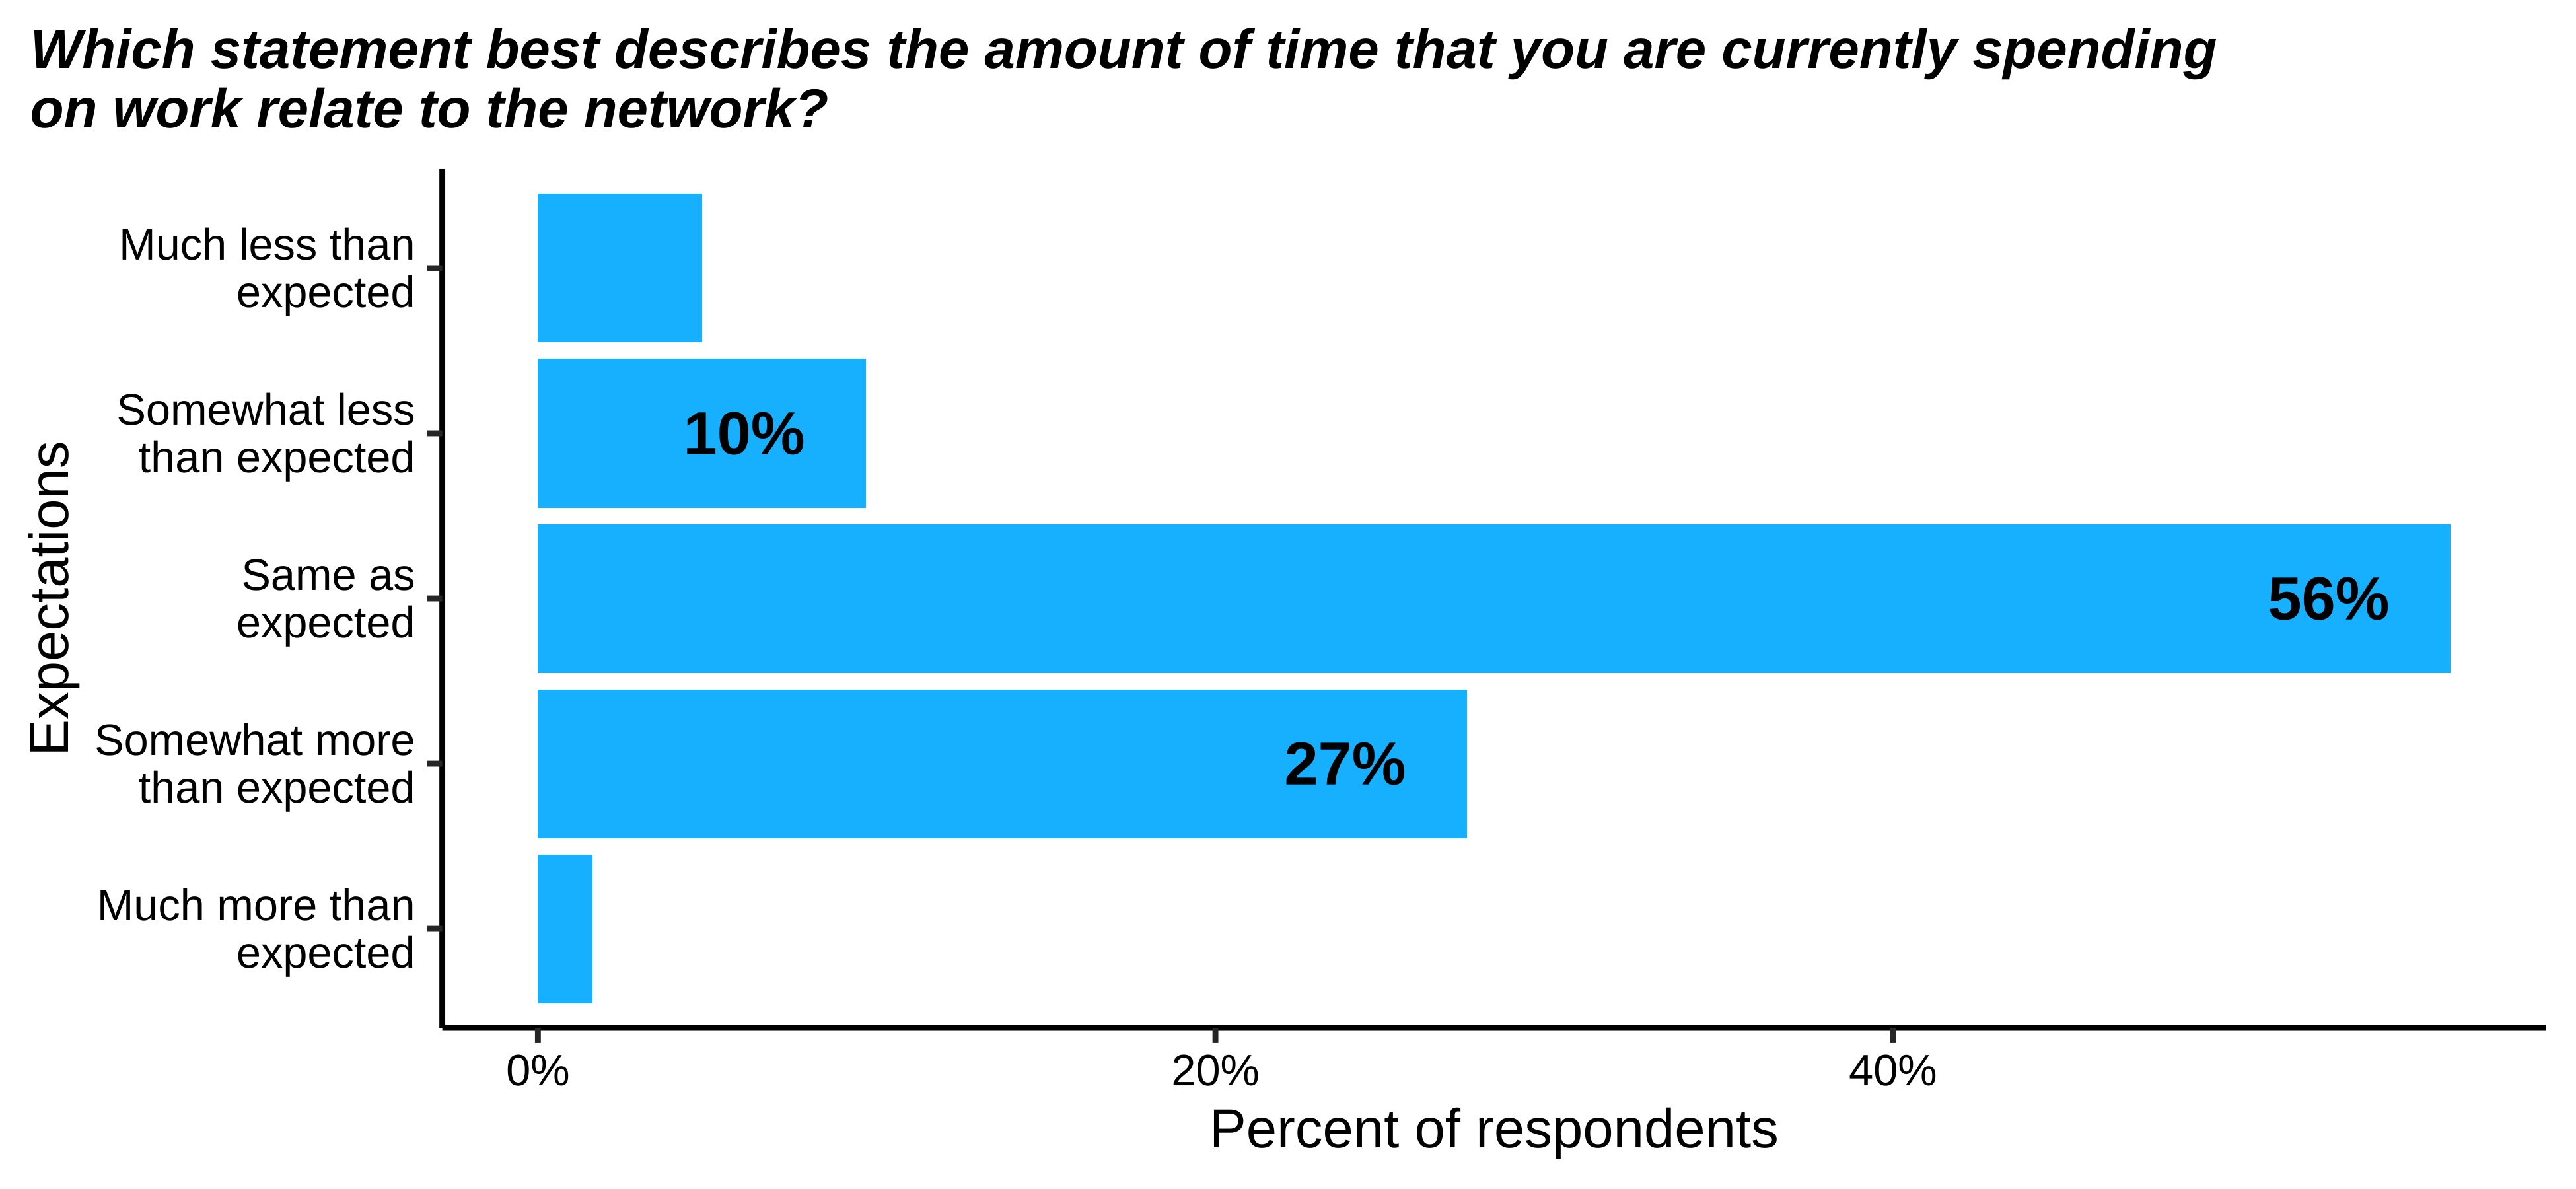 Which statement best describes the amount of time that you are currently spending
on work relate to the network?
Expectations
Much less than
expected
Somewhat less
than expected
10%
Same as
expected
56%
Somewhat more
than expected
27%
Much more than
expected
0%
20%
40%
Percent of respondents